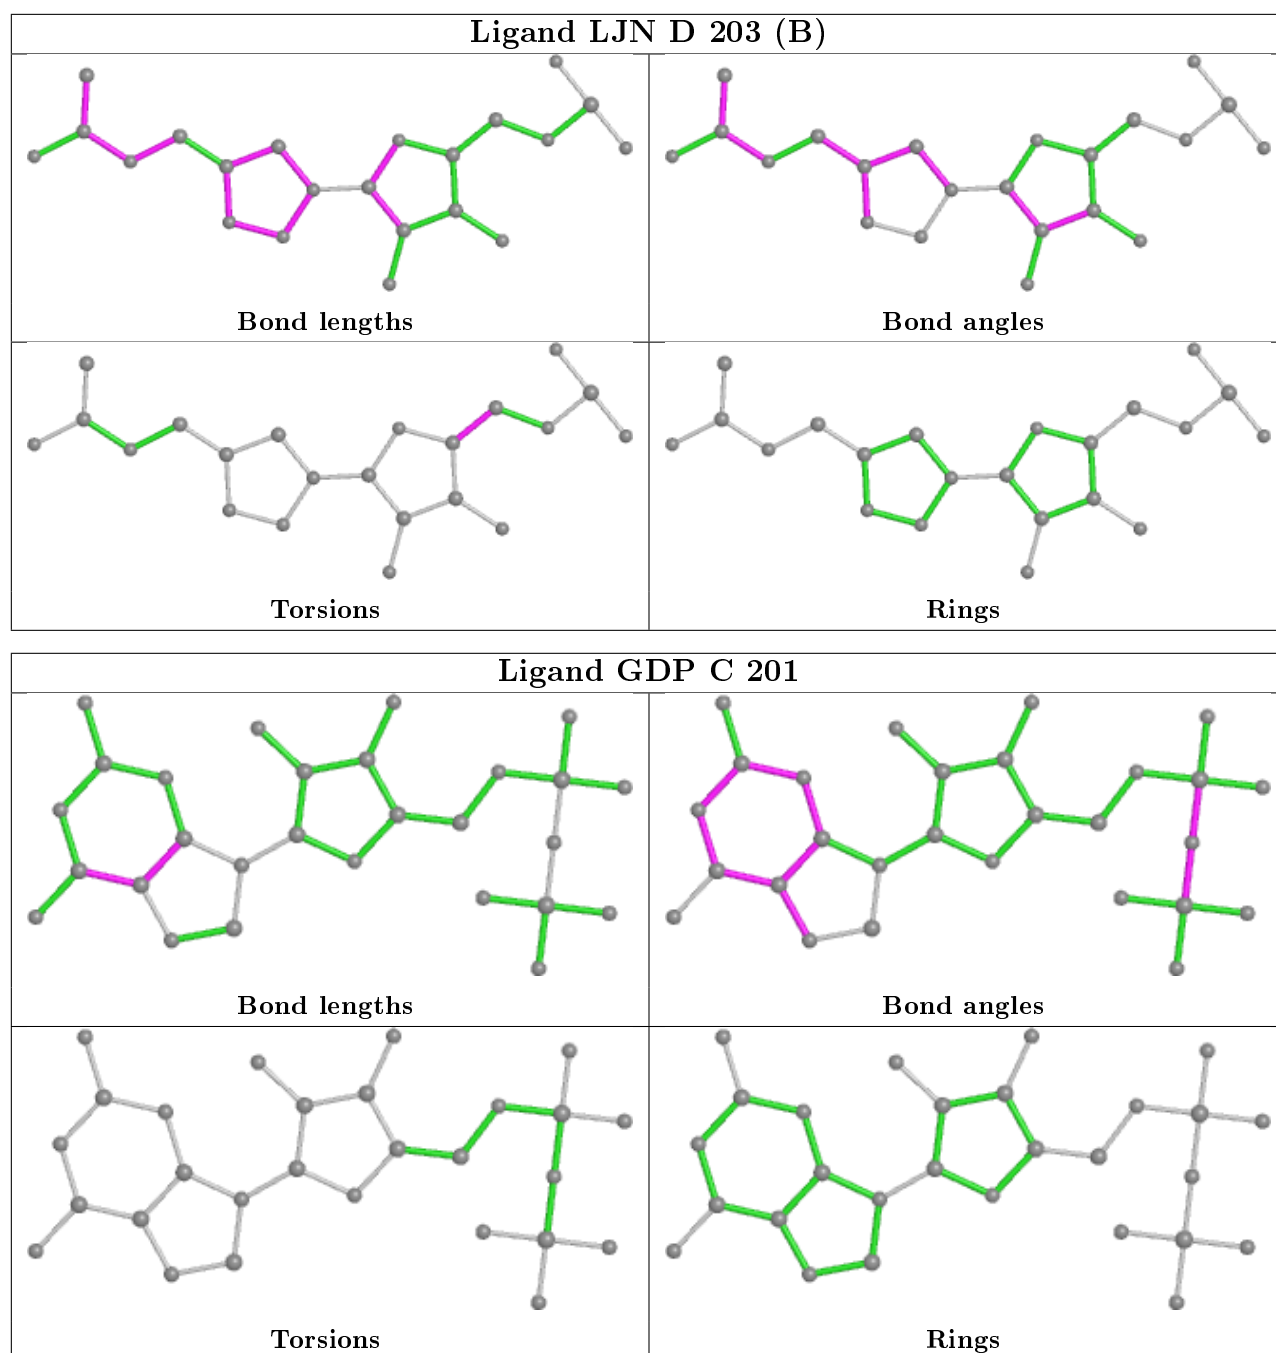 Ligand LJN D 203 (B)
Bond lengths
Bond angles
Torsions
Rings
Ligand GDP C 201
Bond lengths
Bond angles
Torsions
Rings